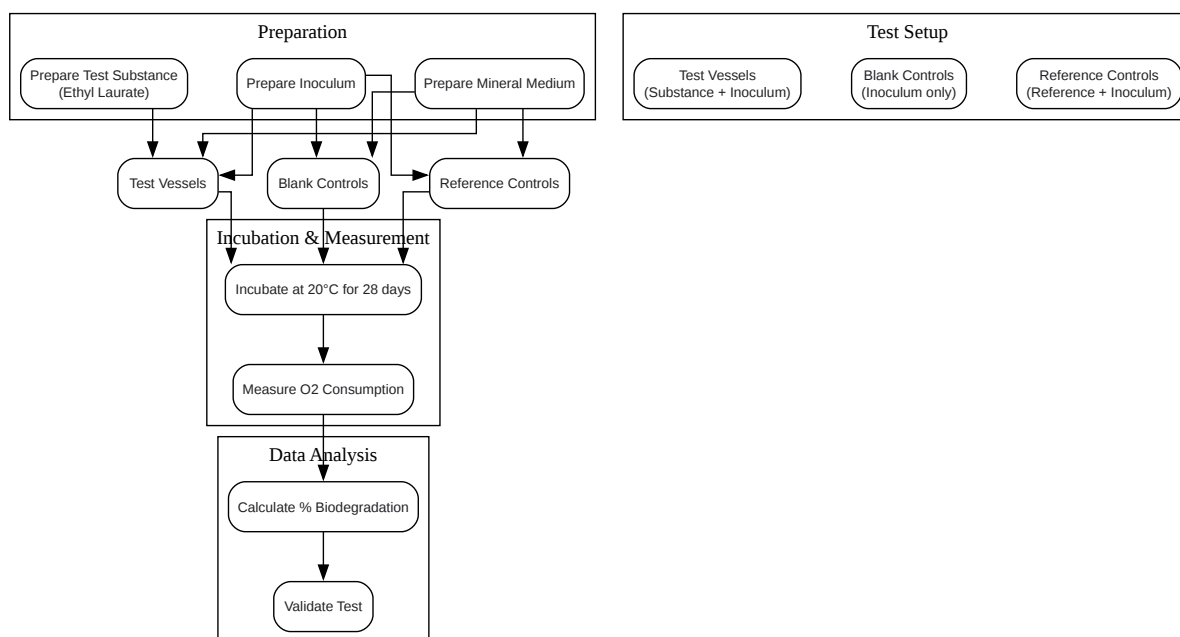 Preparation
Prepare Test Substance
(Ethyl Laurate)
Prepare Inoculum
Prepare Mineral Medium
Test Setup
Test Vessels
(Substance + Inoculum)
Blank Controls
(Inoculum only)
Reference Controls
(Reference + Inoculum)
Test Vessels
Blank Controls
Reference Controls
Incubation & Measurement
Incubate at 20°C for 28 days
Measure O2 Consumption
Data Analysis
Calculate % Biodegradation
Validate Test